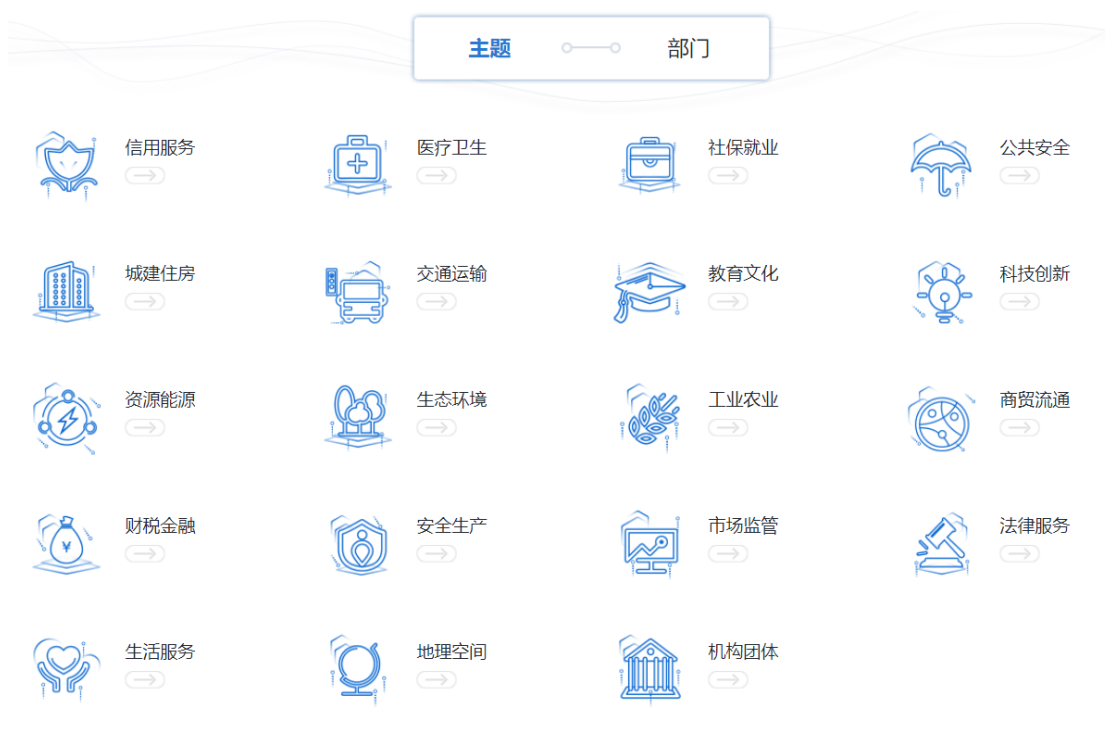 主题 部门
信用服务 医疗卫生 社保就业 公共安全
城建住房 交通运输 教育文化 科技创新
资源能源 生态环境 工业农业 商贸流通
财税金融 安全生产 市场监管 法律服务
生活服务 地理空间 机构团体